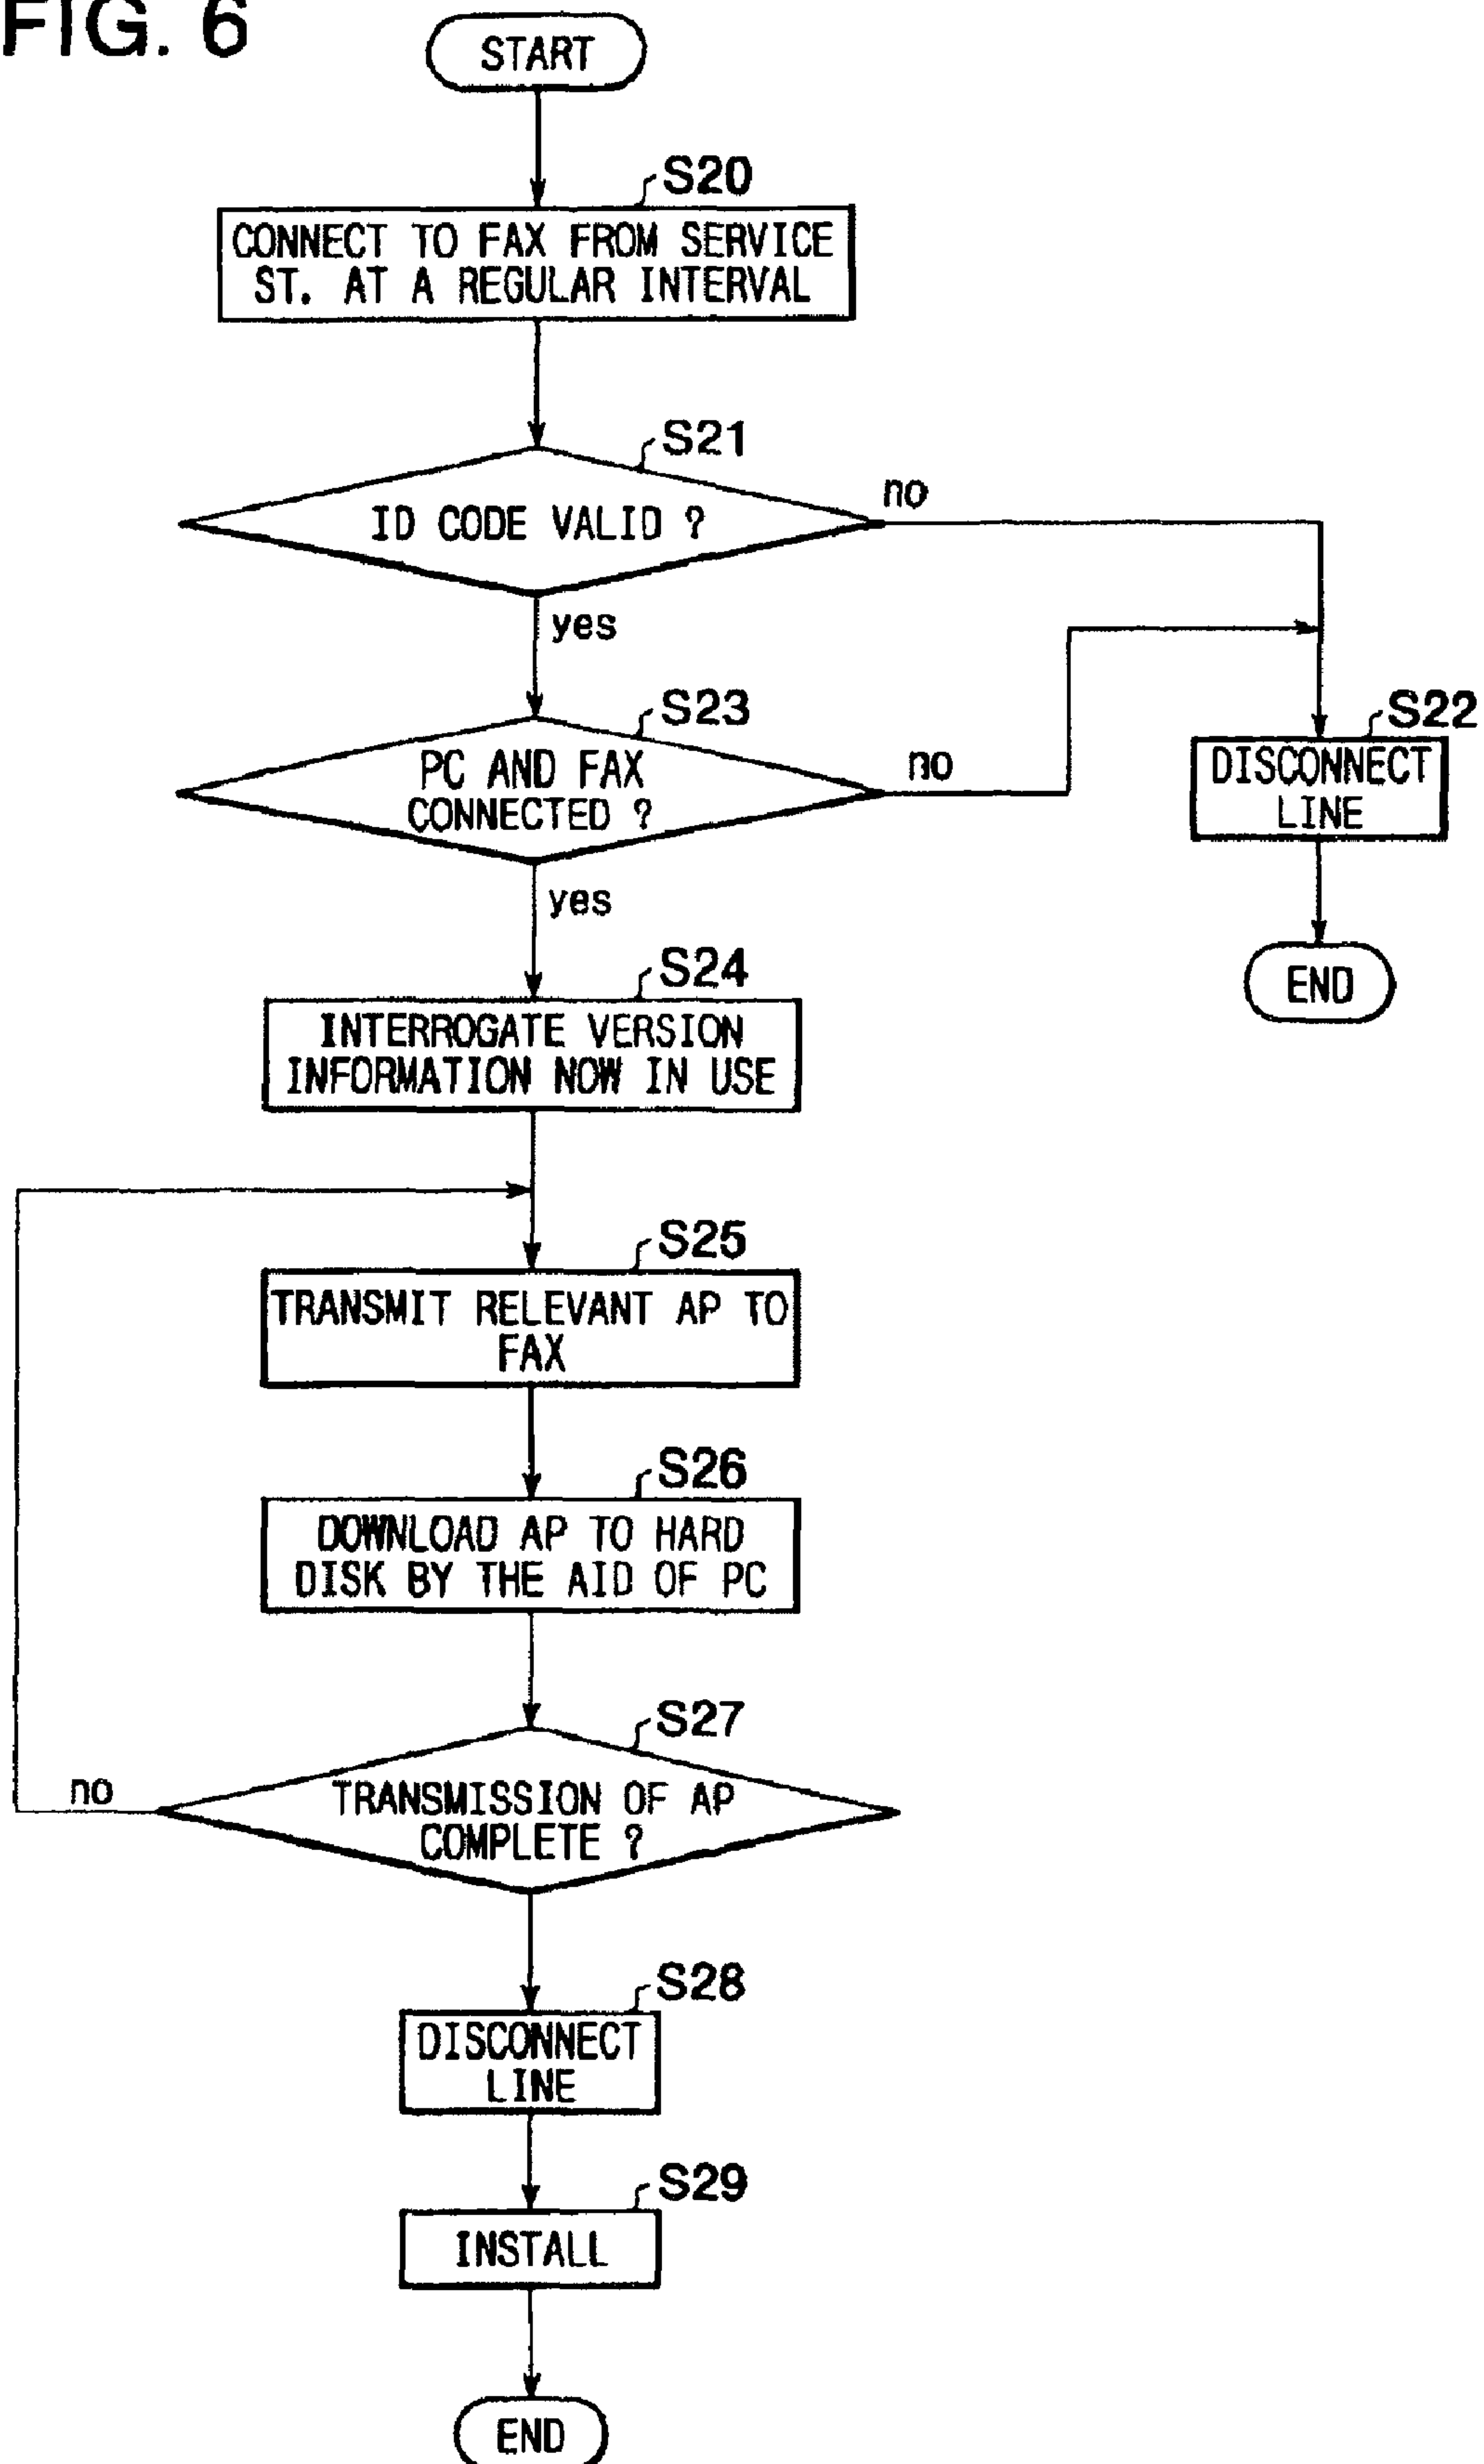 FIG. 6
START
S20
CONNECT TO FAX FROM SERVICE
ST. AT A REGULAR INTERVAL
S21
ID CODE VALID ?
no
yes
S23
PC AND FAX
CONNECTED ?
no
S22
DISCONNECT
LINE
yes
END
S24
INTERROGATE VERSION
INFORMATION NOW IN USE
S25
TRANSMIT RELEVANT AP TO
FAX
S26
DOWNLOAD AP TO HARD
DISK BY THE AID OF PC
S27
no
TRANSMISSION OF AP
COMPLETE ?
S28
DISCONNECT
LINE
S29
INSTALL
END